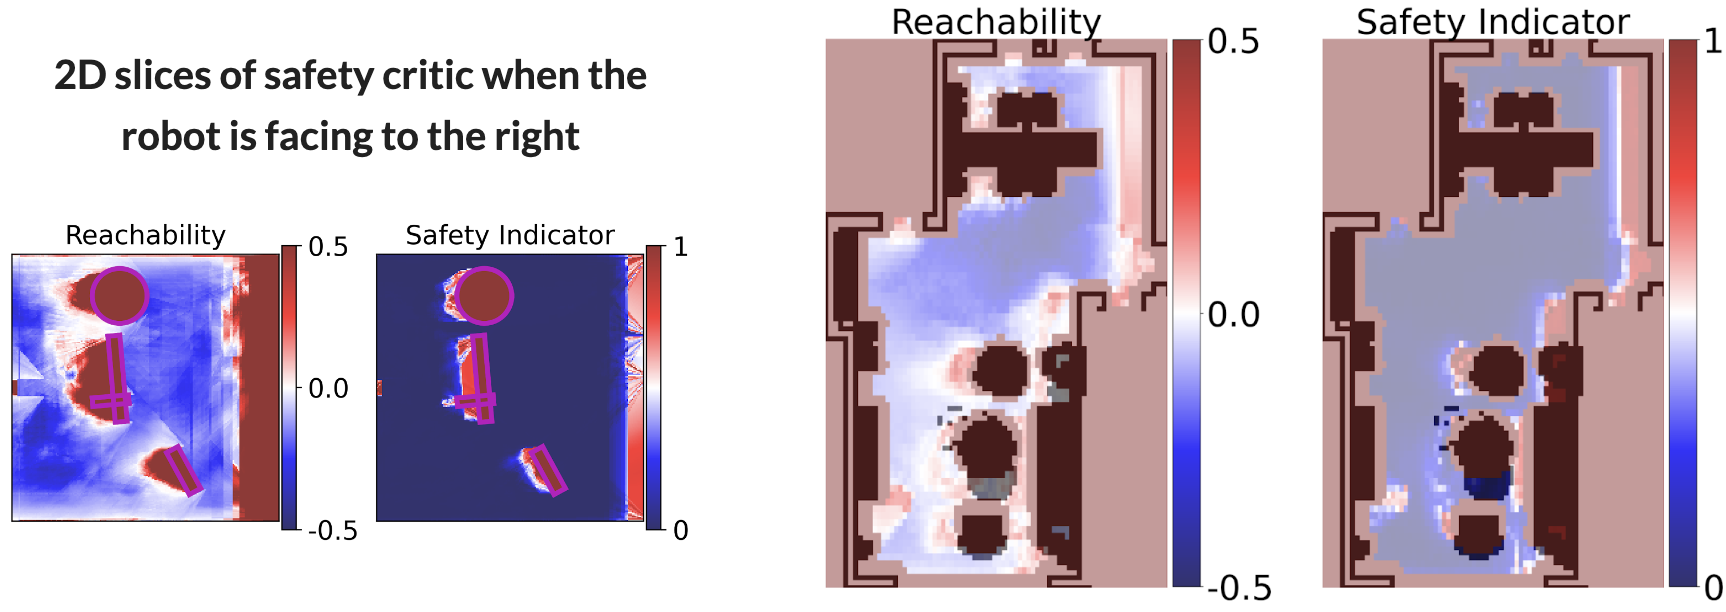 2D slices of safety critic when the
robot is facing to the right
Reachability
0.5
0.0
-0.5
Safety Indicator
1
0
Reachability
0.5
0.0
-0.5
Safety Indicator
1
0